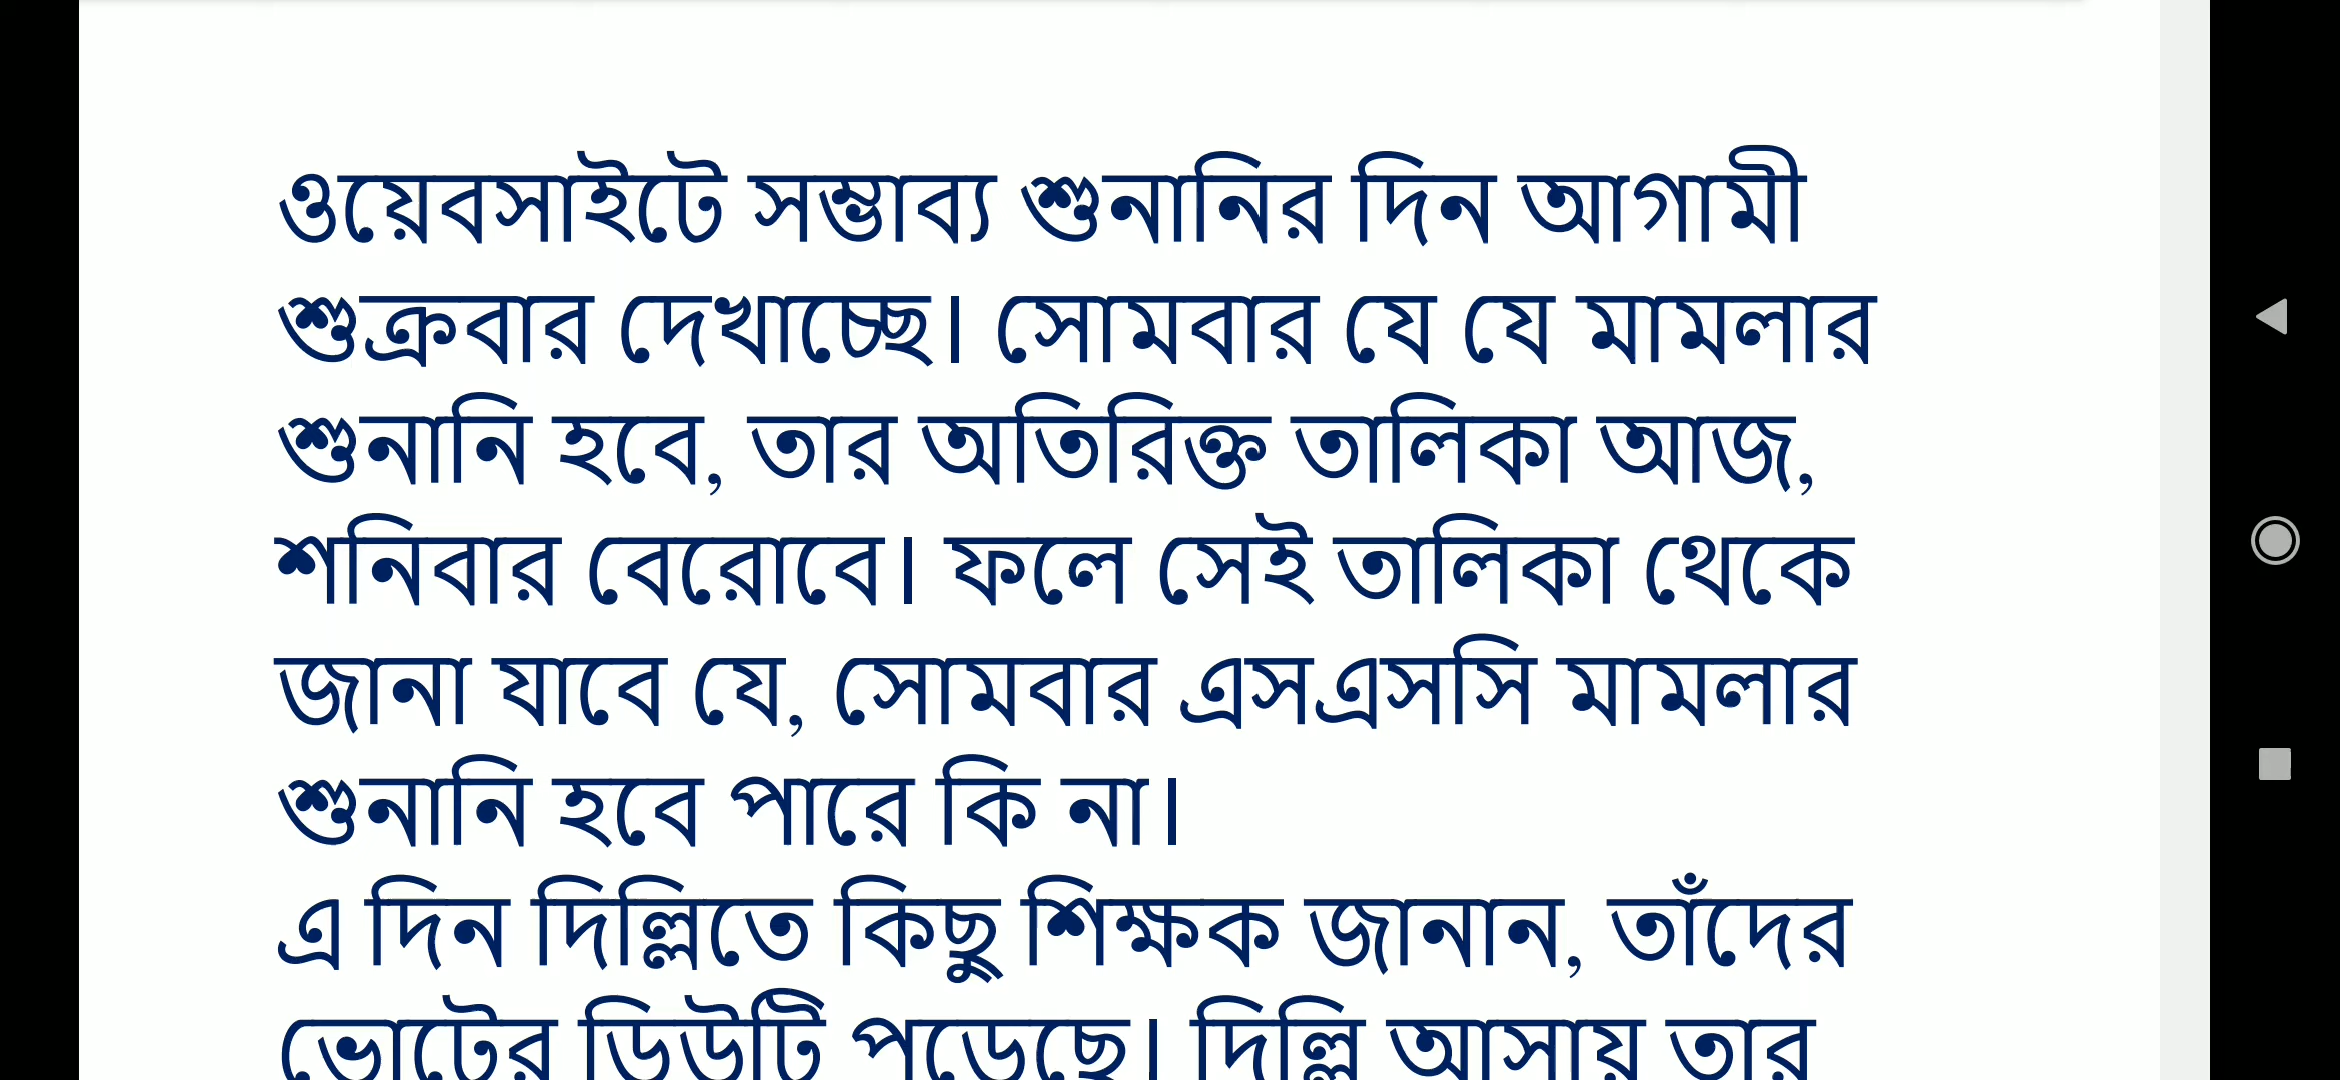 ওয়েবসাইটে সম্ভাব্য শুনানির দিন আগামী
শুক্রবার দেখাচ্ছে। সোমবার যে যে মামলার
শুনানি হবে, তার অতিরিক্ত তালিকা আজ,
শনিবার বেরোবে। ফলে সেই তালিকা থেকে
জানা যাবে যে, সোমবার এসএসসি মামলার
শুনানি হবে পারে কি না।
এ দিন দিল্লিতে কিছু শিক্ষক জানান, তাঁদের
ভোটের ডিউটি পড়েছে। দিল্লি আসায় তার